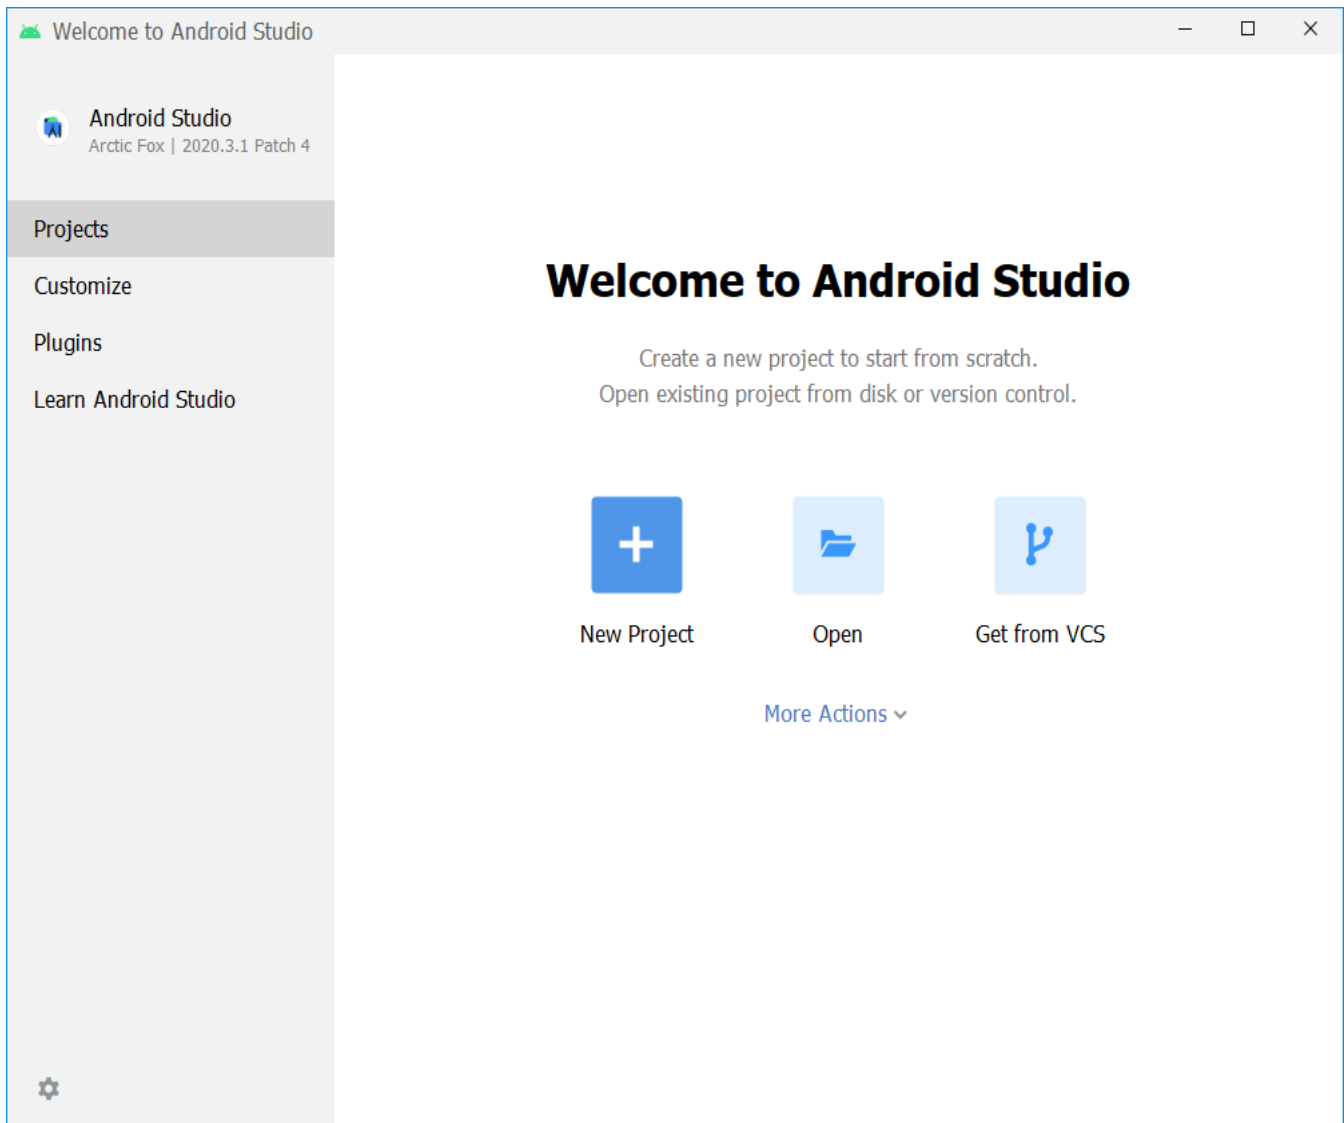 Welcome to Android Studio
Android Studio
Arctic Fox | 2020.3.1 Patch 4
Projects
Customize
Plugins
Learn Android Studio
Welcome to Android Studio
Create a new project to start from scratch.
Open existing project from disk or version control.
New Project
Open
Get from VCS
More Actions